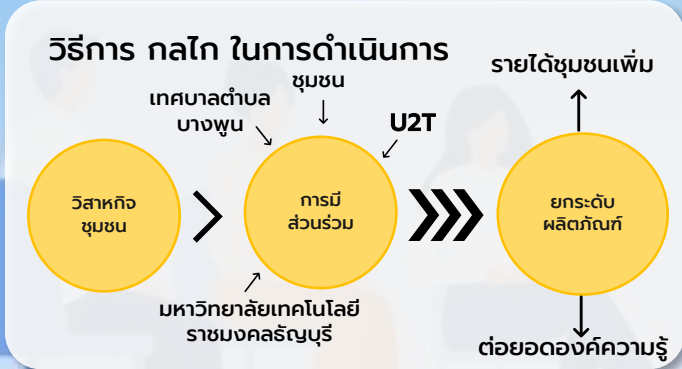 วิธีการ กลไก ในการดำเนินการ
ชุมชน
เทศบาลตำบล
บางพูน
U2T
รายได้ชุมชนเพิ่ม
วิสาหกิจ
ชุมชน
การมี
ส่วนร่วม
ยกระดับ
ผลิตภัณฑ์
มหาวิทยาลัยเทคโนโลยี
ราชมงคลธัญบุรี
ต่อยอดองค์ความรู้